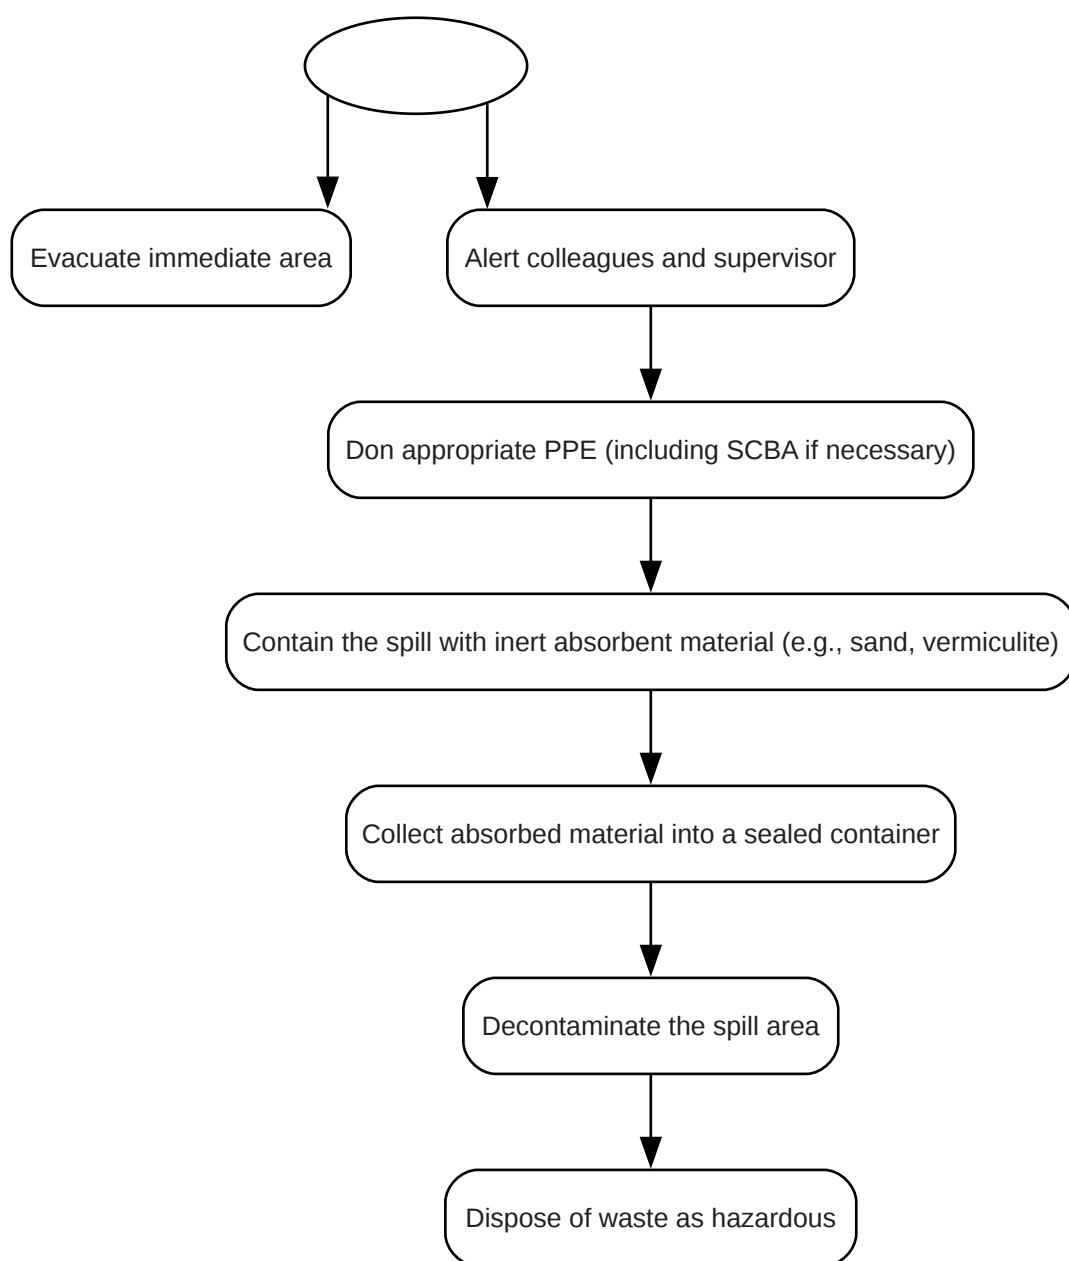 Evacuate immediate area
Alert colleagues and supervisor
Don appropriate PPE (including SCBA if necessary)
Contain the spill with inert absorbent material (e.g., sand, vermiculite)
Collect absorbed material into a sealed container
Decontaminate the spill area
Dispose of waste as hazardous